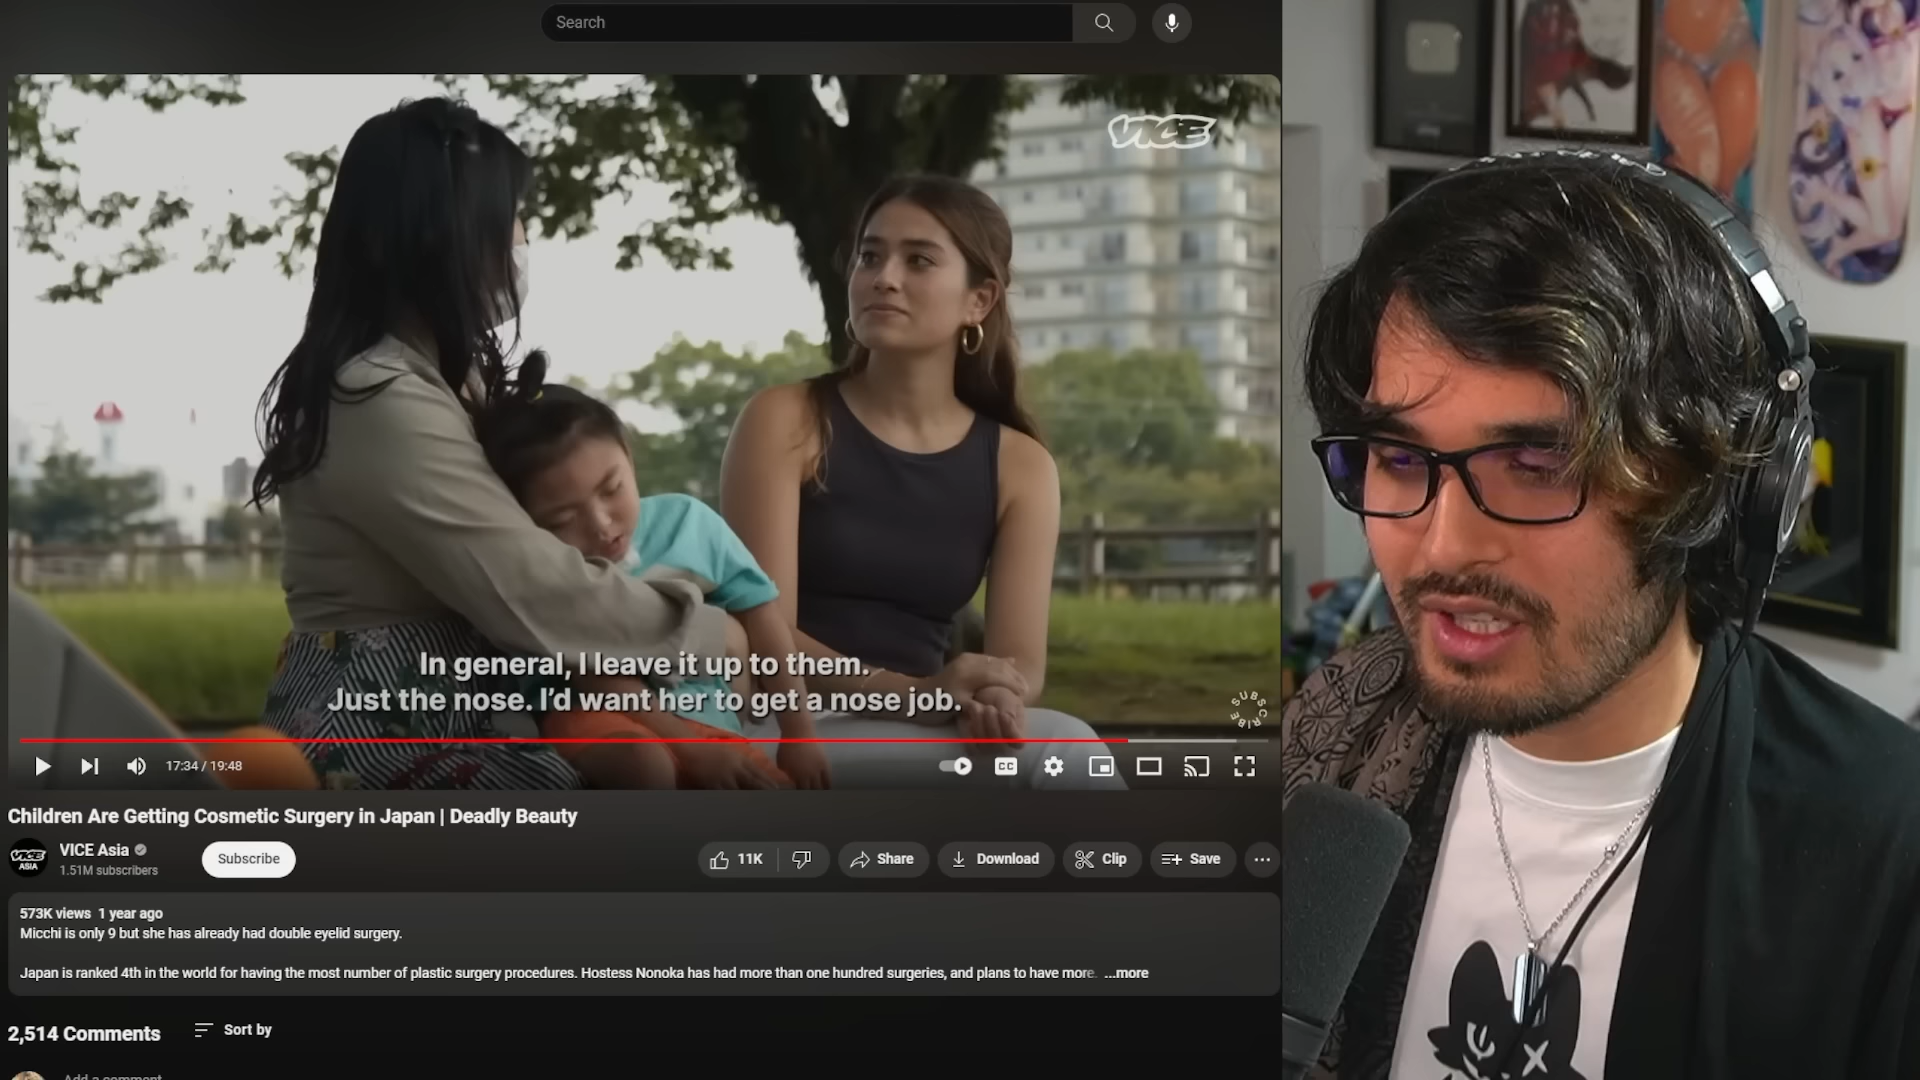 Search
VICE
In general, I leave it up to them.
Just the nose. I'd want her to get a nose job.
SUBSCRIBE
17:34 / 19:48
CC
Children Are Getting Cosmetic Surgery in Japan | Deadly Beauty
VICE ASIA
VICE Asia
1.51M subscribers
Subscribe
11K
Share
Download
Clip
Save
573K views 1 year ago
Micchi is only 9 but she has already had double eyelid surgery.
Japan is ranked 4th in the world for having the most number of plastic surgery procedures. Hostess Nonoka has had more than one hundred surgeries, and plans to have more. ...more
2,514 Comments
Sort by
Add a comment